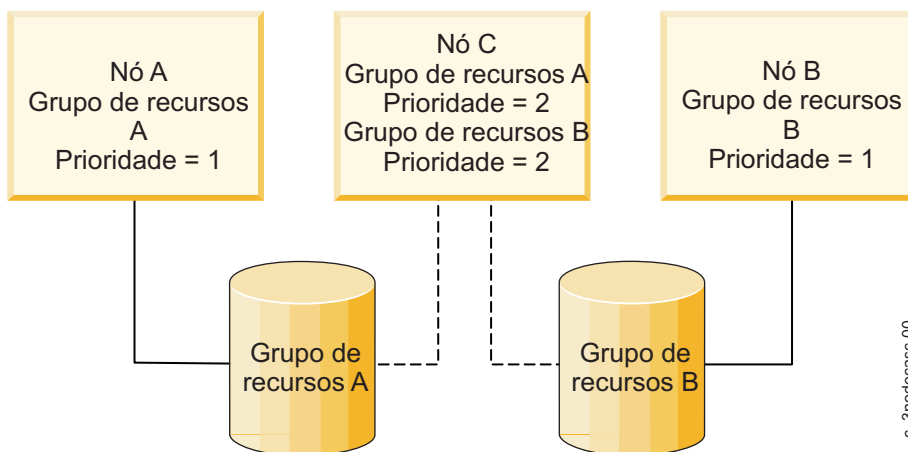 Nó A
Grupo de recursos
A
Prioridade = 1
Nó C
Grupo de recursos A
Prioridade = 2
Grupo de recursos B
Prioridade = 2
Nó B
Grupo de recursos
B
Prioridade = 1
Grupo de
recursos A
Grupo de
recursos B